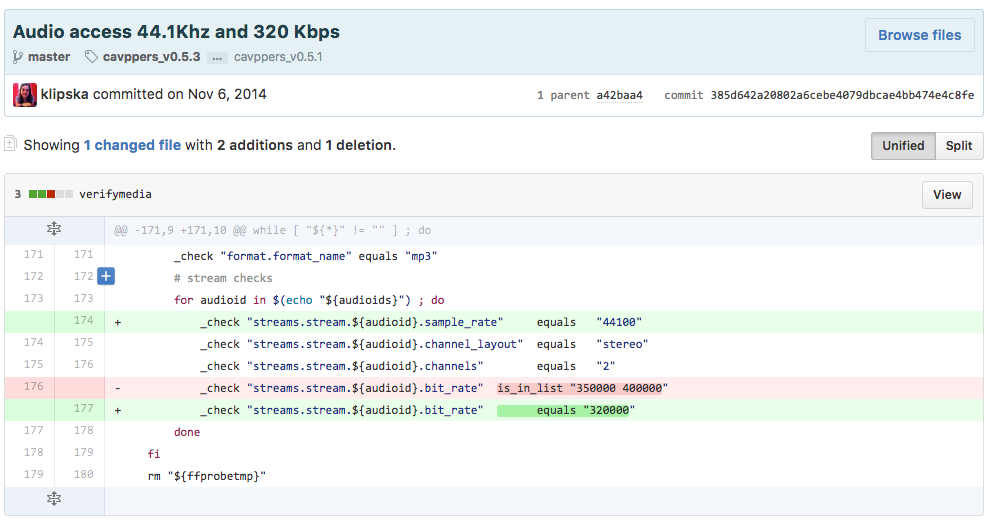 Audio access 44.1Khz and 320 Kbps
Browse files
master cavppers_v0.5.3 … cavppers_v0.5.1
klipska committed on Nov 6, 2014 1 parent a42baa4 commit 385d642a20802a6cebe4079dbcae4bb474e4c8fe
Showing 1 changed file with 2 additions and 1 deletion. Unified Split
3 verifymedia View
@@ -171,9 +171,10 @@ while [ "${*}" != "" ] ; do
171 171 _check "format.format_name" equals "mp3"
172 172 + # stream checks
173 173 for audioid in $(echo "${audioids}") ; do
174 + _check "streams.stream.${audioid}.sample_rate" equals "44100"
174 175 _check "streams.stream.${audioid}.channel_layout" equals "stereo"
175 176 _check "streams.stream.${audioid}.channels" equals "2"
176 - _check "streams.stream.${audioid}.bit_rate" is_in_list "350000 400000"
177 + _check "streams.stream.${audioid}.bit_rate" equals "320000"
177 178 done
178 179 fi
179 180 rm "${ffprobetmp}"